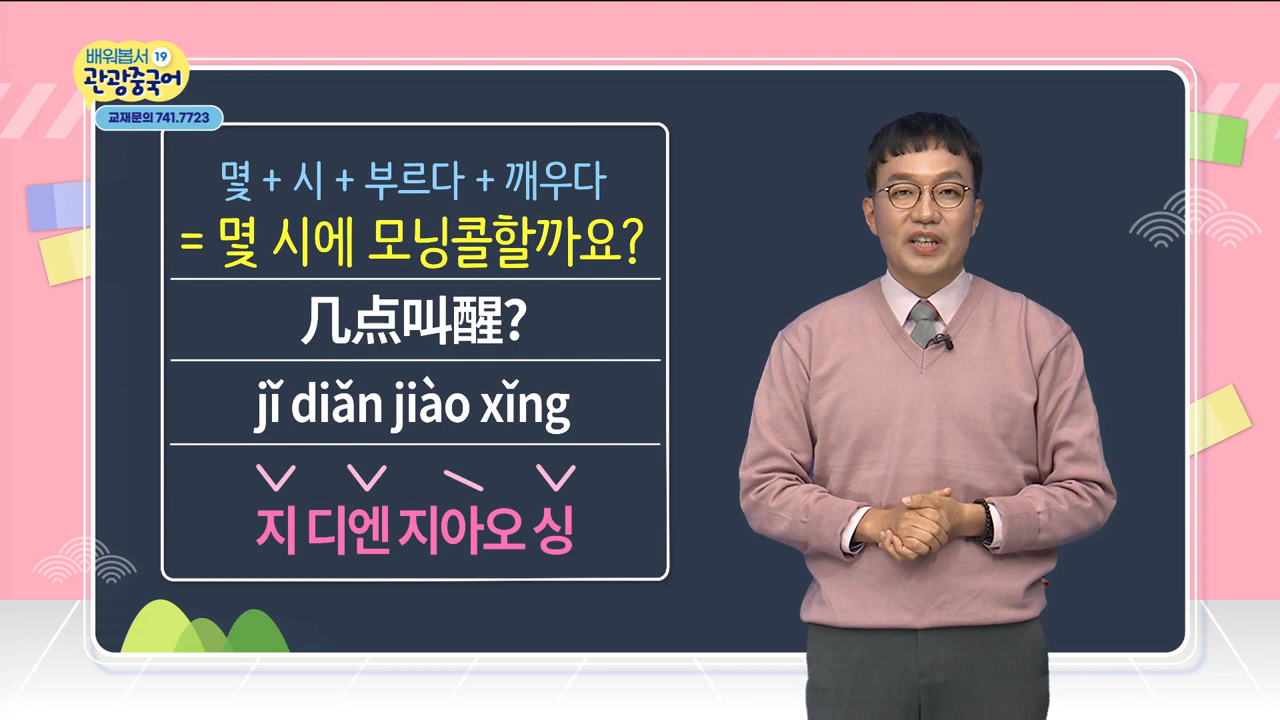 배워봅서 19
관광중국어
교재문의 741.7723
몇 + 시 + 부르다 + 깨우다
= 몇 시에 모닝콜할까요?
几点叫醒?
jǐ diǎn jiào xǐng
지 디엔 지아오 싱